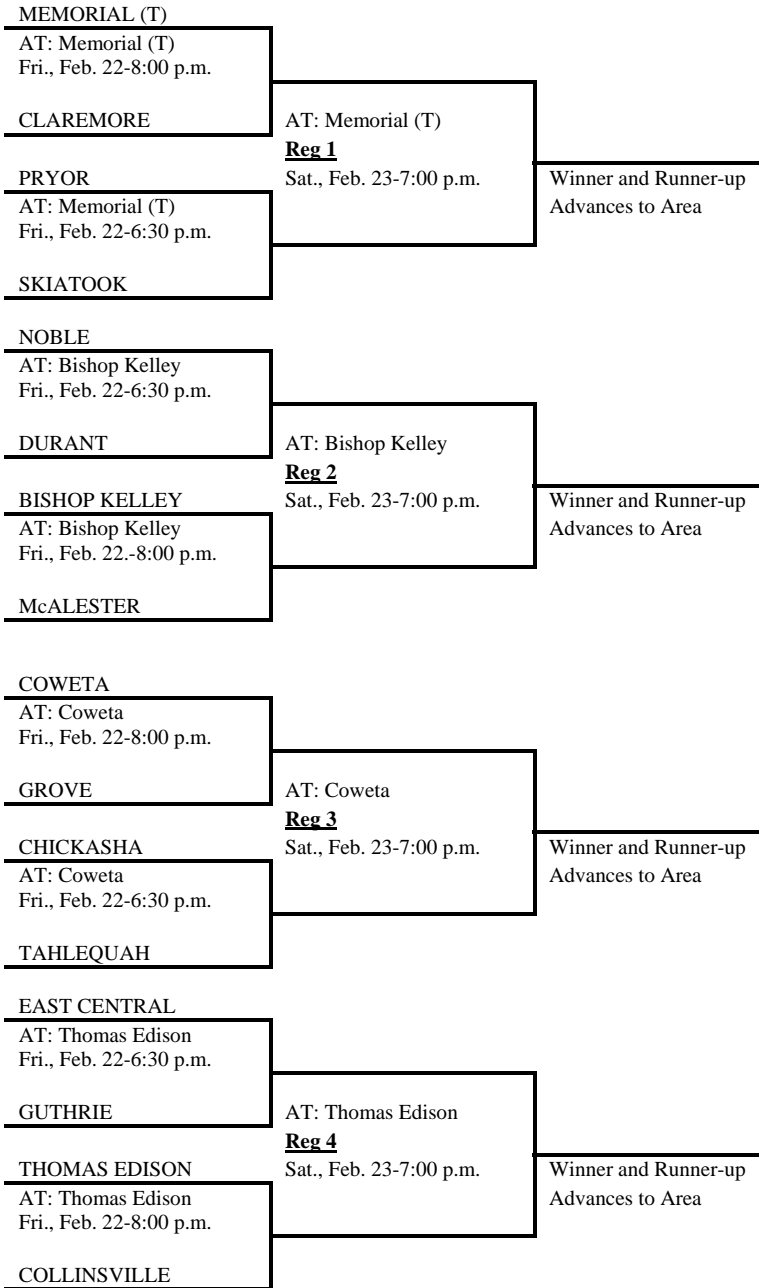 MEMORIAL (T)
AT: Memorial (T)
Fri., Feb. 22-8:00 p.m.
CLAREMORE
AT: Memorial (T)
Reg 1
PRYOR
Sat., Feb. 23-7:00 p.m.
Winner and Runner-up
AT: Memorial (T)
Advances to Area
Fri., Feb. 22-6:30 p.m.
SKIATOOK
NOBLE
AT: Bishop Kelley
Fri., Feb. 22-6:30 p.m.
DURANT
AT: Bishop Kelley
Reg 2
BISHOP KELLEY
Sat., Feb. 23-7:00 p.m.
Winner and Runner-up
AT: Bishop Kelley
Advances to Area
Fri., Feb. 22.-8:00 p.m.
McALESTER
COWETA
AT: Coweta
Fri., Feb. 22-8:00 p.m.
GROVE
AT: Coweta
Reg 3
CHICKASHA
Sat., Feb. 23-7:00 p.m.
Winner and Runner-up
AT: Coweta
Advances to Area
Fri., Feb. 22-6:30 p.m.
TAHLEQUAH
EAST CENTRAL
AT: Thomas Edison
Fri., Feb. 22-6:30 p.m.
GUTHRIE
AT: Thomas Edison
Reg 4
THOMAS EDISON
Sat., Feb. 23-7:00 p.m.
Winner and Runner-up
AT: Thomas Edison
Advances to Area
Fri., Feb. 22-8:00 p.m.
COLLINSVILLE